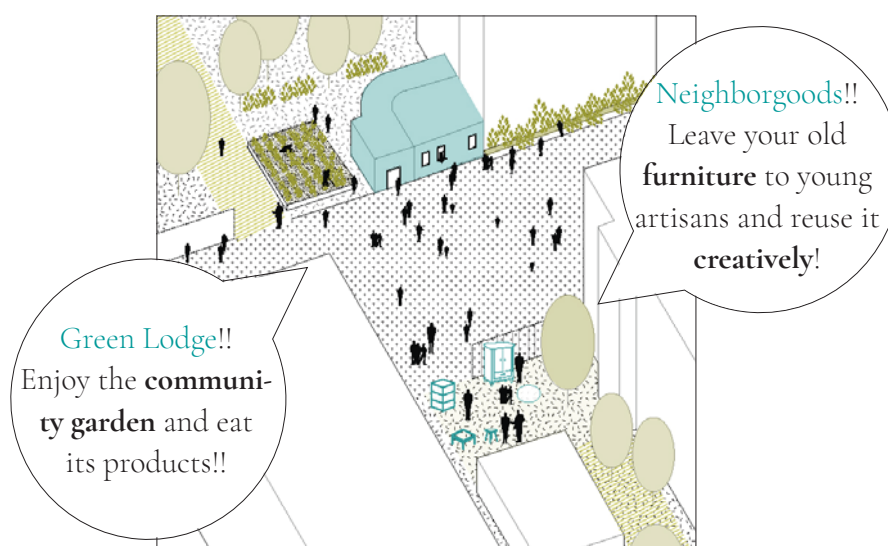 Neighborgoods!!
Leave your old
furniture to young
artisans and reuse it
creatively!
Green Lodge!!
Enjoy the communi-
ty garden and eat
its products!!